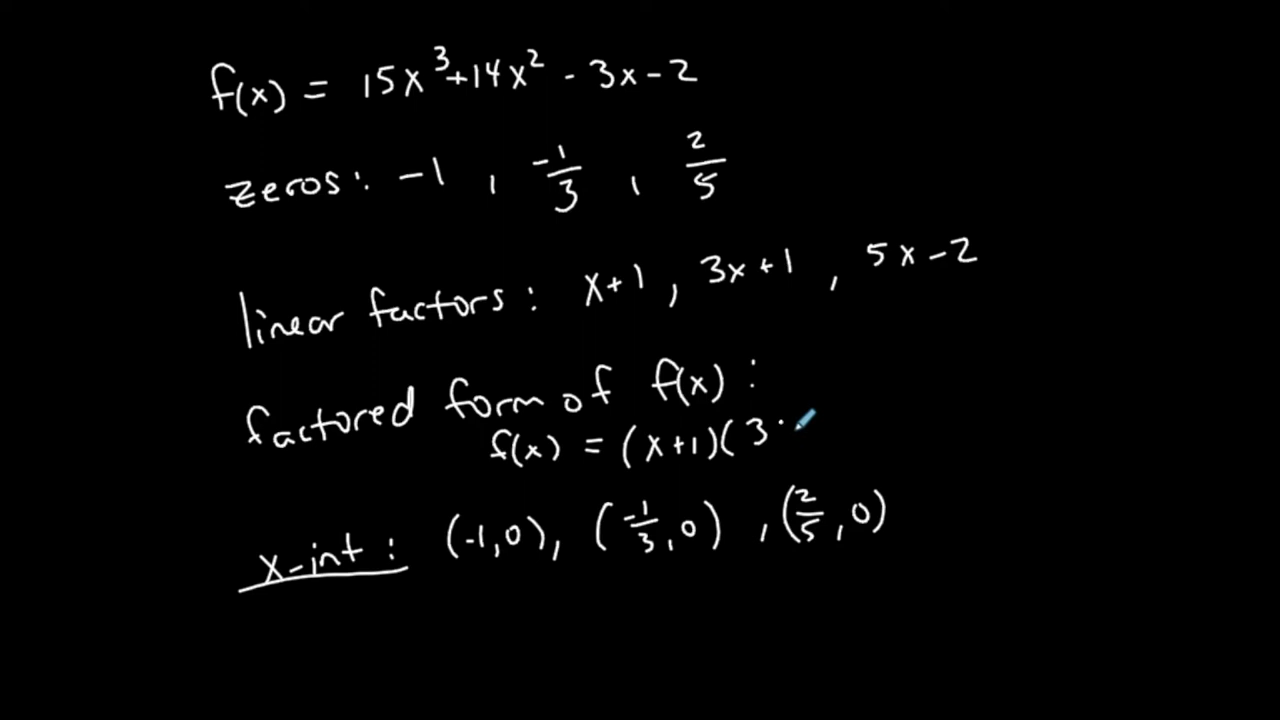 f(x) = 15x³+14x² - 3x - 2
zeros: -1 , -1/3 , 2/5
linear factors: x+1 , 3x+1 , 5x-2
factored form of f(x) :
f(x) = (x+1)(3
x-int : (-1,0), (-1/3,0) , (2/5,0)